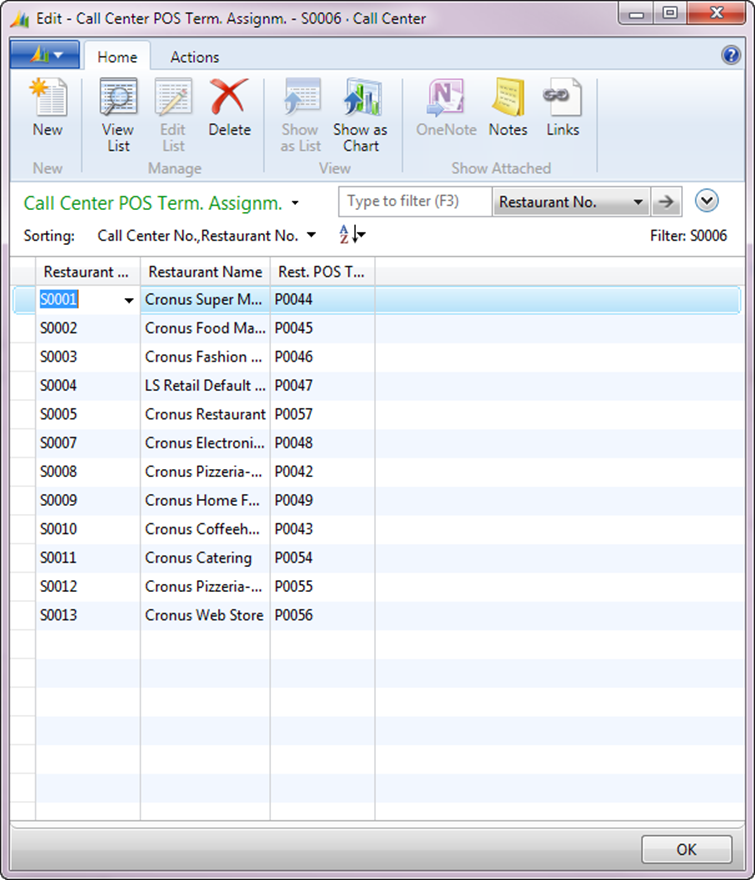 Edit - Call Center POS Term. Assignm. - S0006 · Call Center
Home Actions
New View List Edit List Delete Show as List Show as Chart OneNote Notes Links
New Manage View Show Attached
Call Center POS Term. Assignm. Type to filter (F3) Restaurant No.
Sorting: Call Center No.,Restaurant No. A Z Filter: S0006
Restaurant ... Restaurant Name Rest. POS T...
S0001 Cronus Super M... P0044
S0002 Cronus Food Ma... P0045
S0003 Cronus Fashion ... P0046
S0004 LS Retail Default ... P0047
S0005 Cronus Restaurant P0057
S0007 Cronus Electroni... P0048
S0008 Cronus Pizzeria-... P0042
S0009 Cronus Home F... P0049
S0010 Cronus Coffeeh... P0043
S0011 Cronus Catering P0054
S0012 Cronus Pizzeria-... P0055
S0013 Cronus Web Store P0056
OK